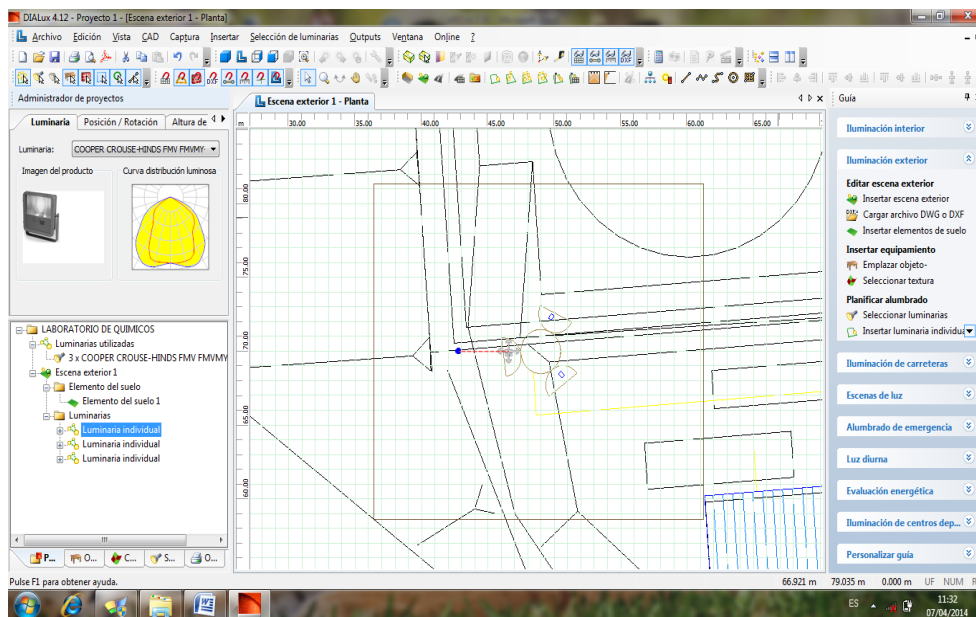 DIALux 4.12 - Proyecto 1 - [Escena exterior 1 - Planta]
Archivo Edición Vista CAD Captura Insertar Selección de luminarias Outputs Ventana Online ?
Administrador de proyectos
Luminaria Posición / Rotación Altura de
Luminaria: COOPER CROUSE-HINDS FMV FMVMY-
Imagen del producto Curva distribución luminosa
LABORATORIO DE QUIMICOS
Luminarias utilizadas
3 x COOPER CROUSE-HINDS FMV FMVMY
Escena exterior 1
Elemento del suelo
Elemento del suelo 1
Luminarias
Luminaria individual
Luminaria individual
Luminaria individual
P... O... C... S... O...
Escena exterior 1 - Planta
m 30.00 35.00 40.00 45.00 50.00 55.00 60.00 65.00
80.00
75.00
70.00
65.00
60.00
Guía
Iluminación interior
Iluminación exterior
Editar escena exterior
Insertar escena exterior
Cargar archivo DWG o DXF
Insertar elementos de suelo
Insertar equipamiento
Emplazar objeto-
Seleccionar textura
Planificar alumbrado
Seleccionar luminarias
Insertar luminaria individua
Iluminación de carreteras
Escenas de luz
Alumbrado de emergencia
Luz diurna
Evaluación energética
Iluminación de centros dep...
Personalizar guía
Pulse F1 para obtener ayuda.
66.921 m 79.035 m 0.000 m UF NUM R
ES 11:32
07/04/2014